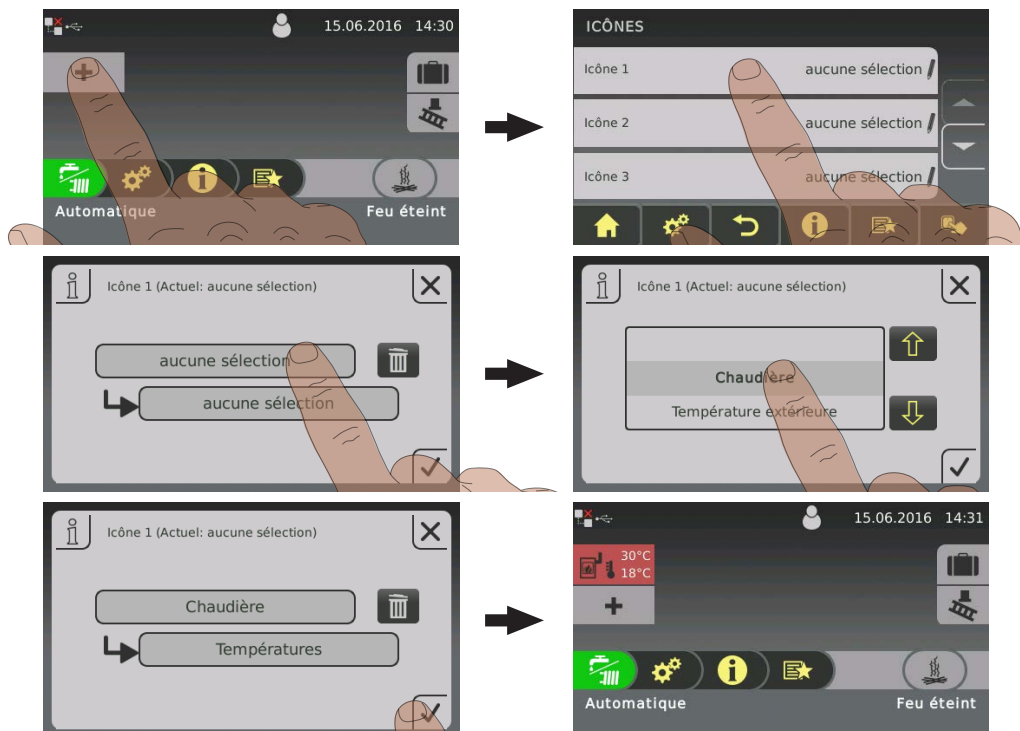 15.06.2016 14:30
Automatique
Feu éteint
ICÔNES
Icône 1
aucune sélection
Icône 2
aucune sélection
Icône 3
aucune sélection
Icône 1 (Actuel: aucune sélection)
aucune sélection
aucune sélection
Icône 1 (Actuel: aucune sélection)
Chaudière
Température extérieure
Icône 1 (Actuel: aucune sélection)
Chaudière
Températures
15.06.2016 14:31
30°C
18°C
Automatique
Feu éteint